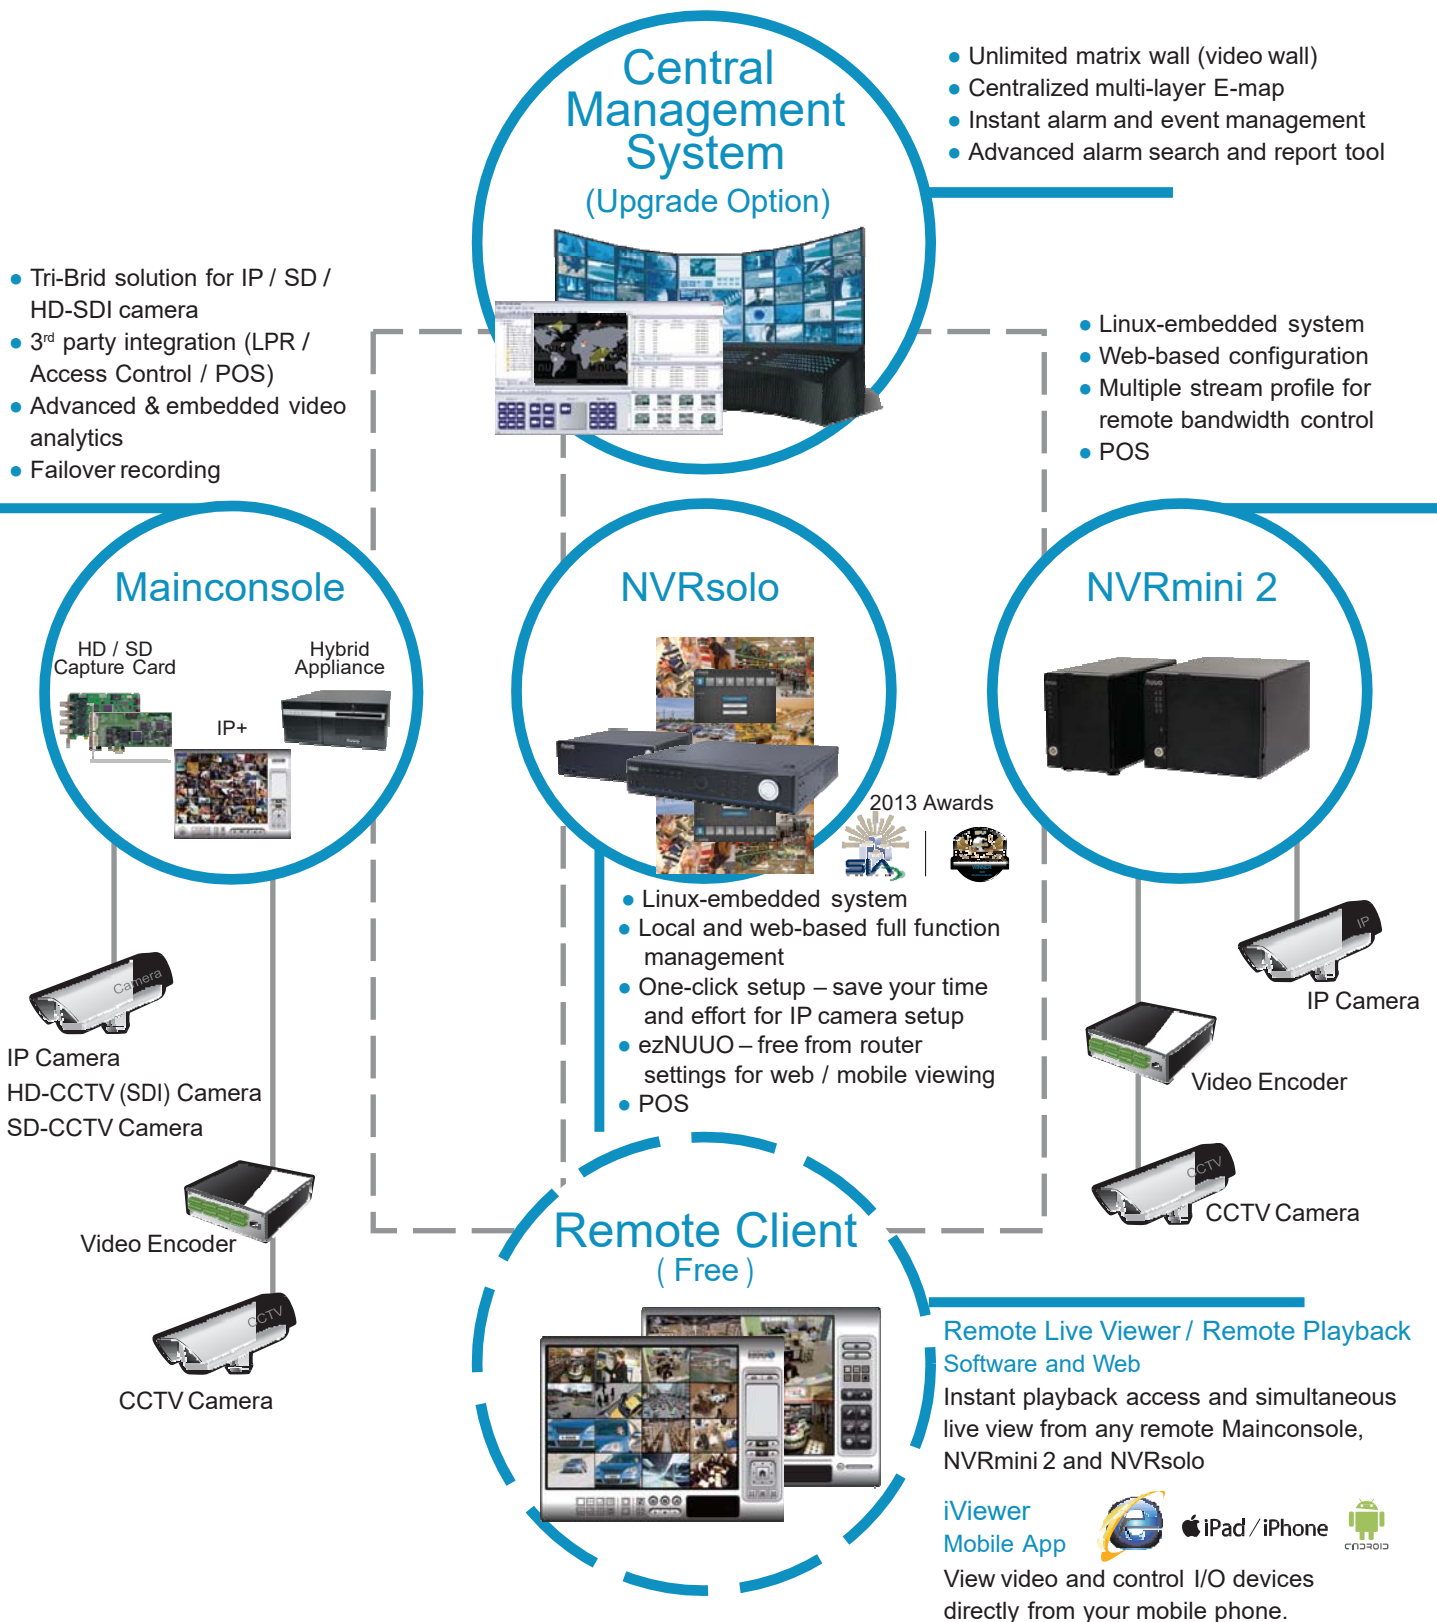 Central
Management
System
(Upgrade Option)
● Unlimited matrix wall (video wall)
● Centralized multi-layer E-map
● Instant alarm and event management
● Advanced alarm search and report tool
● Tri-Brid solution for IP / SD /
HD-SDI camera
● 3rd party integration (LPR /
Access Control / POS)
● Advanced & embedded video
analytics
● Failover recording
● Linux-embedded system
● Web-based configuration
● Multiple stream profile for
remote bandwidth control
● POS
Mainconsole
HD / SD
Capture Card
Hybrid
Appliance
IP+
NVRsolo
2013 Awards
SIA
NVRmini 2
● Linux-embedded system
● Local and web-based full function
management
● One-click setup – save your time
and effort for IP camera setup
● ezNUUO – free from router
settings for web / mobile viewing
● POS
Camera
IP Camera
HD-CCTV (SDI) Camera
SD-CCTV Camera
Video Encoder
CCTV
CCTV Camera
IP
IP Camera
Video Encoder
CCTV
CCTV Camera
Remote Client
( Free )
Remote Live Viewer / Remote Playback
Software and Web
Instant playback access and simultaneous
live view from any remote Mainconsole,
NVRmini 2 and NVRsolo
iViewer
Mobile App
iPad / iPhone
ANDROID
View video and control I/O devices
directly from your mobile phone.